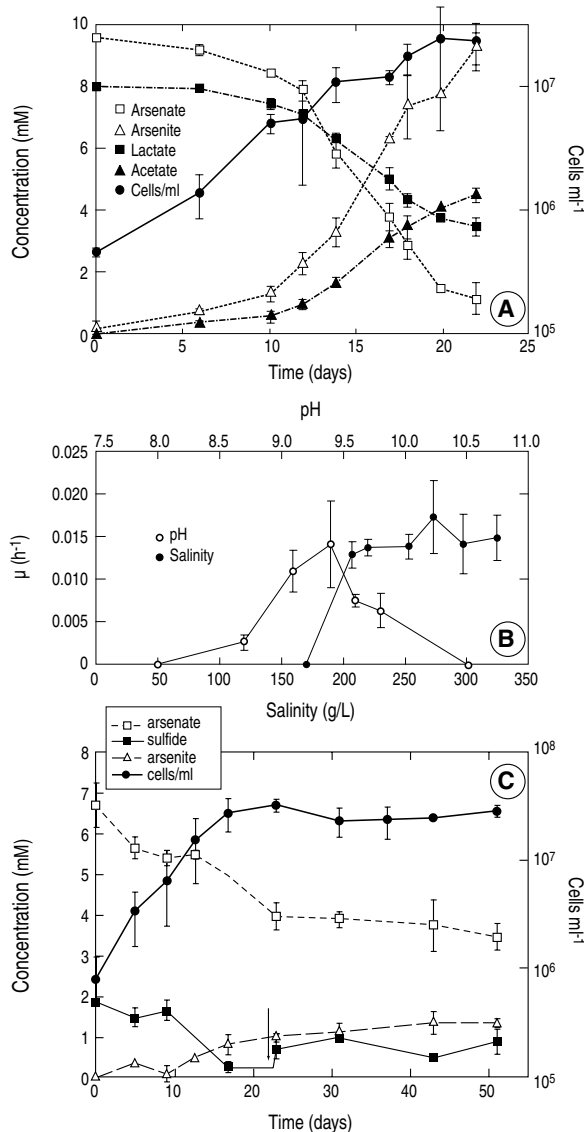 10
8
6
4
2
0
Concentration (mM)
Arsenate
Arsenite
Lactate
Acetate
Cells/ml
10⁷
10⁶
10⁵
Cells ml⁻¹
A
0 5 10 15 20 25
Time (days)
pH
7.5 8.0 8.5 9.0 9.5 10.0 10.5 11.0
0.025
0.020
0.015
0.010
0.005
0
µ (h⁻¹)
pH
Salinity
B
0 50 100 150 200 250 300 350
Salinity (g/L)
arsenate
sulfide
arsenite
cells/ml
8
7
6
5
4
3
2
1
0
Concentration (mM)
10⁸
10⁷
10⁶
10⁵
Cells ml⁻¹
C
0 10 20 30 40 50
Time (days)